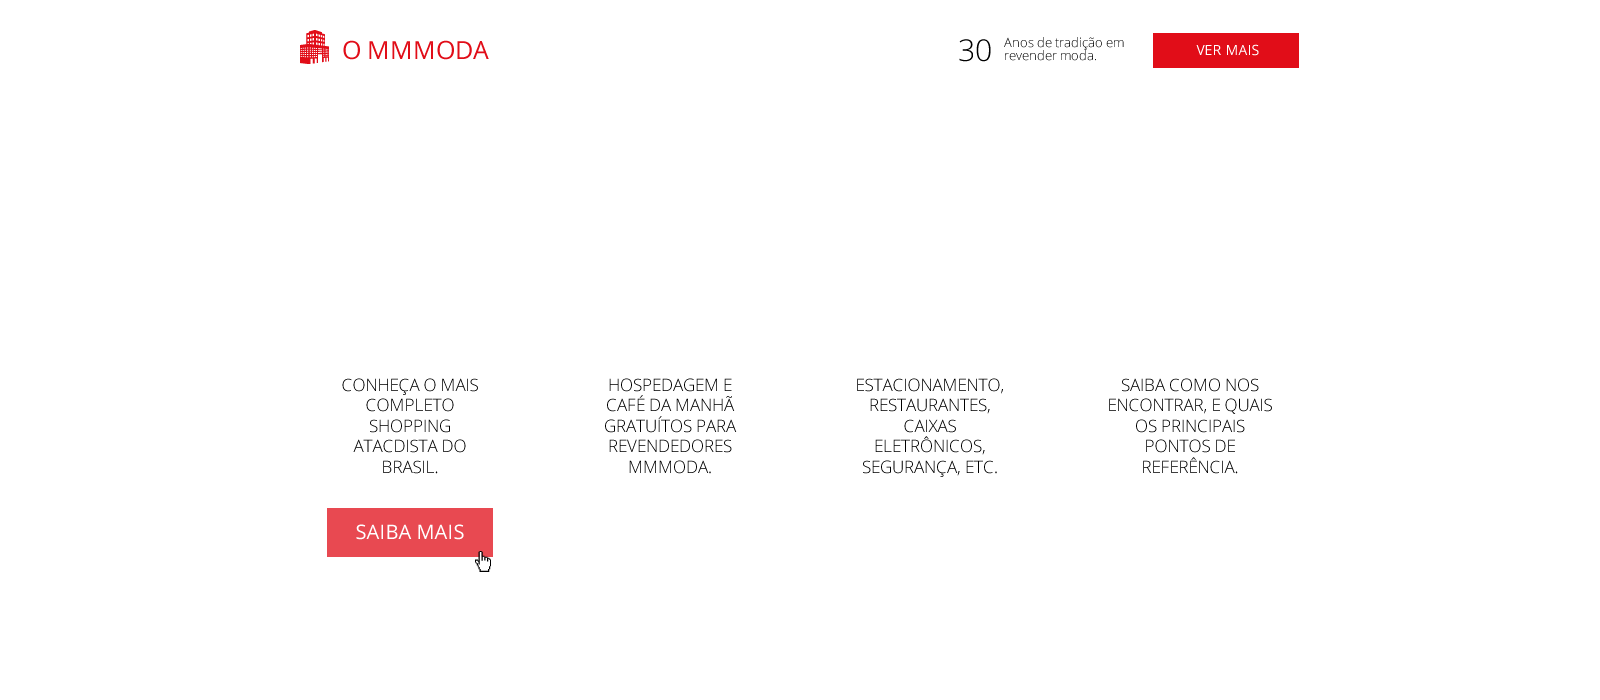 O MMMODA
30
Anos de tradição em
revender moda.
VER MAIS
CONHEÇA O MAIS
COMPLETO
SHOPPING
ATACDISTA DO
BRASIL.
HOSPEDAGEM E
CAFÉ DA MANHÃ
GRATUÍTOS PARA
REVENDEDORES
MMMODA.
ESTACIONAMENTO,
RESTAURANTES,
CAIXAS
ELETRÔNICOS,
SEGURANÇA, ETC.
SAIBA COMO NOS
ENCONTRAR, E QUAIS
OS PRINCIPAIS
PONTOS DE
REFERÊNCIA.
SAIBA MAIS